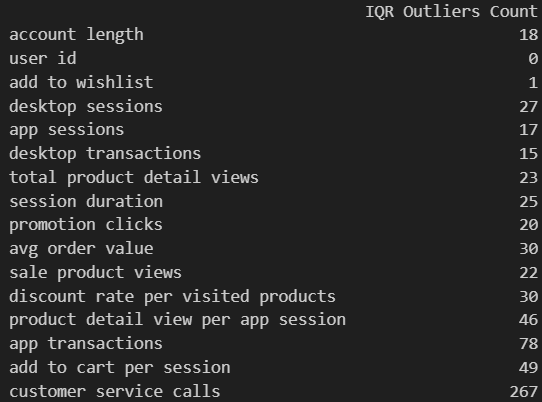 IQR Outliers Count
account length 18
user id 0
add to wishlist 1
desktop sessions 27
app sessions 17
desktop transactions 15
total product detail views 23
session duration 25
promotion clicks 20
avg order value 30
sale product views 22
discount rate per visited products 30
product detail view per app session 46
app transactions 78
add to cart per session 49
customer service calls 267